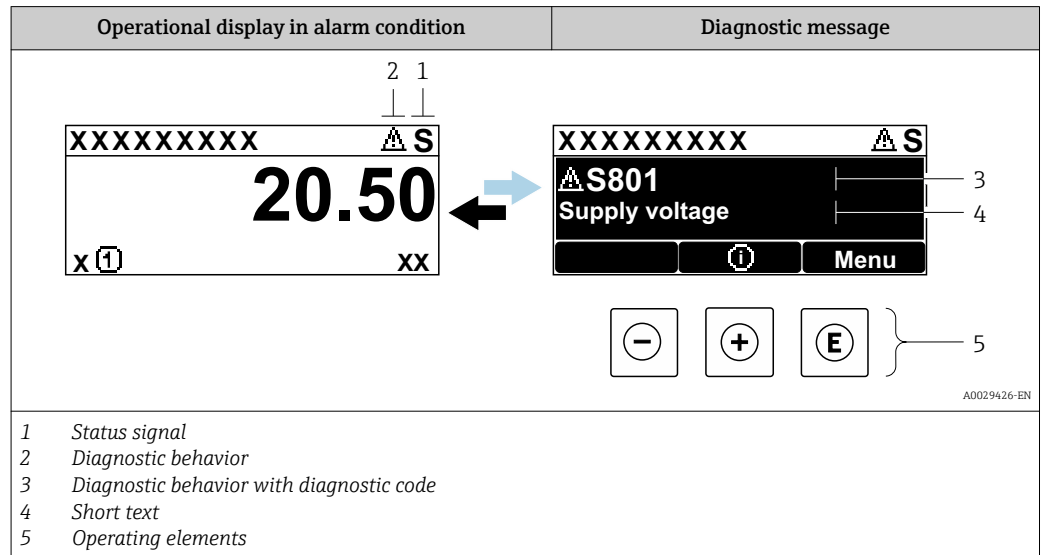 Operational display in alarm condition
Diagnostic message
2 1
XXXXXXXXX ⚠ S
20.50
X 1 XX
XXXXXXXXX ⚠ S
⚠S801
Supply voltage
i Menu
3
4
- + E
5
A0029426-EN
1 Status signal
2 Diagnostic behavior
3 Diagnostic behavior with diagnostic code
4 Short text
5 Operating elements